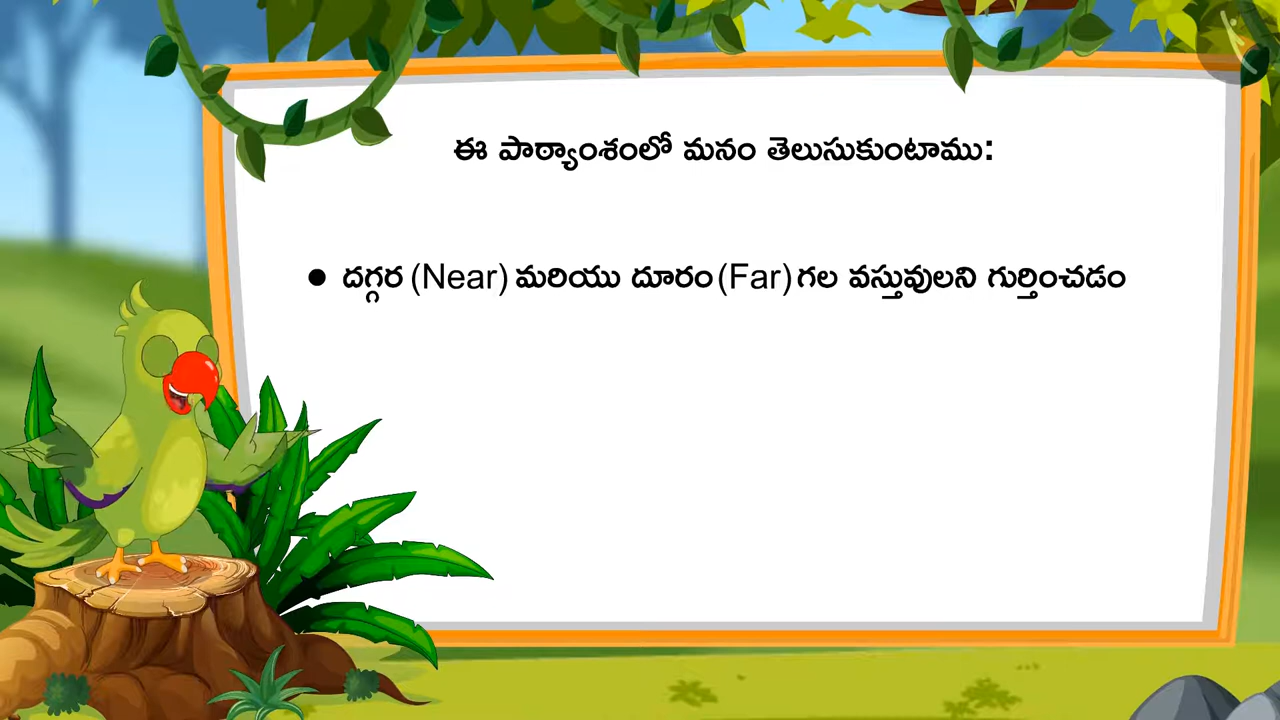 ఈ పాఠ్యాంశంలో మనం తెలుసుకుంటాము:
● దగ్గర (Near) మరియు దూరం (Far) గల వస్తువులని గుర్తించడం